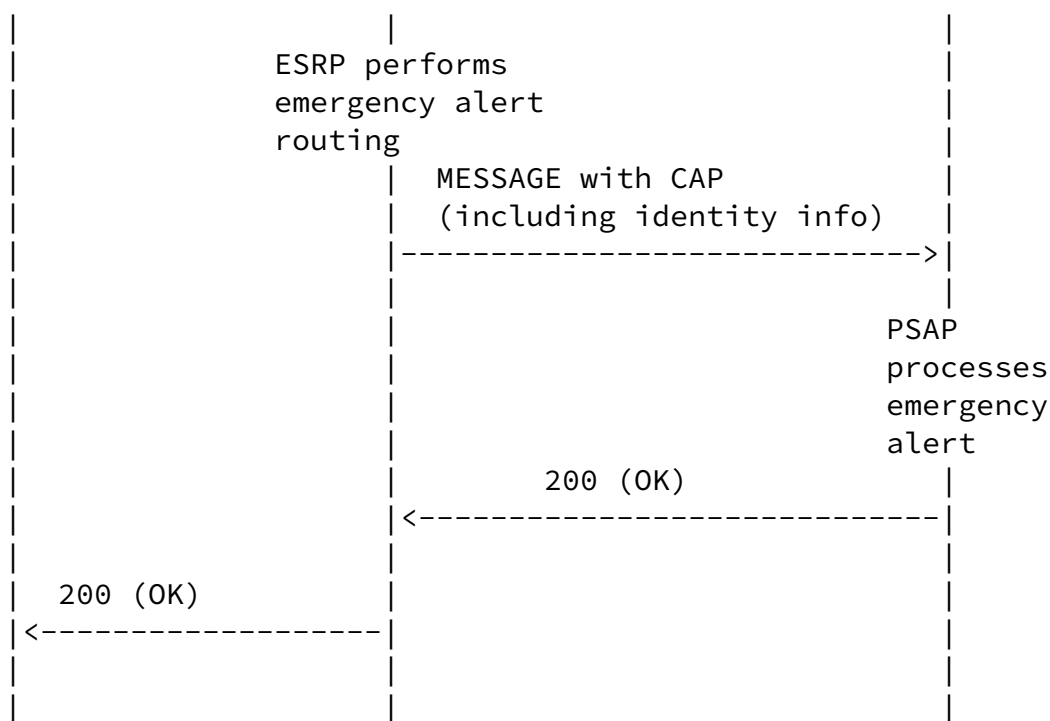 ESRP performs
emergency alert
routing
MESSAGE with CAP
(including identity info)
PSAP
processes
emergency
alert
200 (OK)
200 (OK)